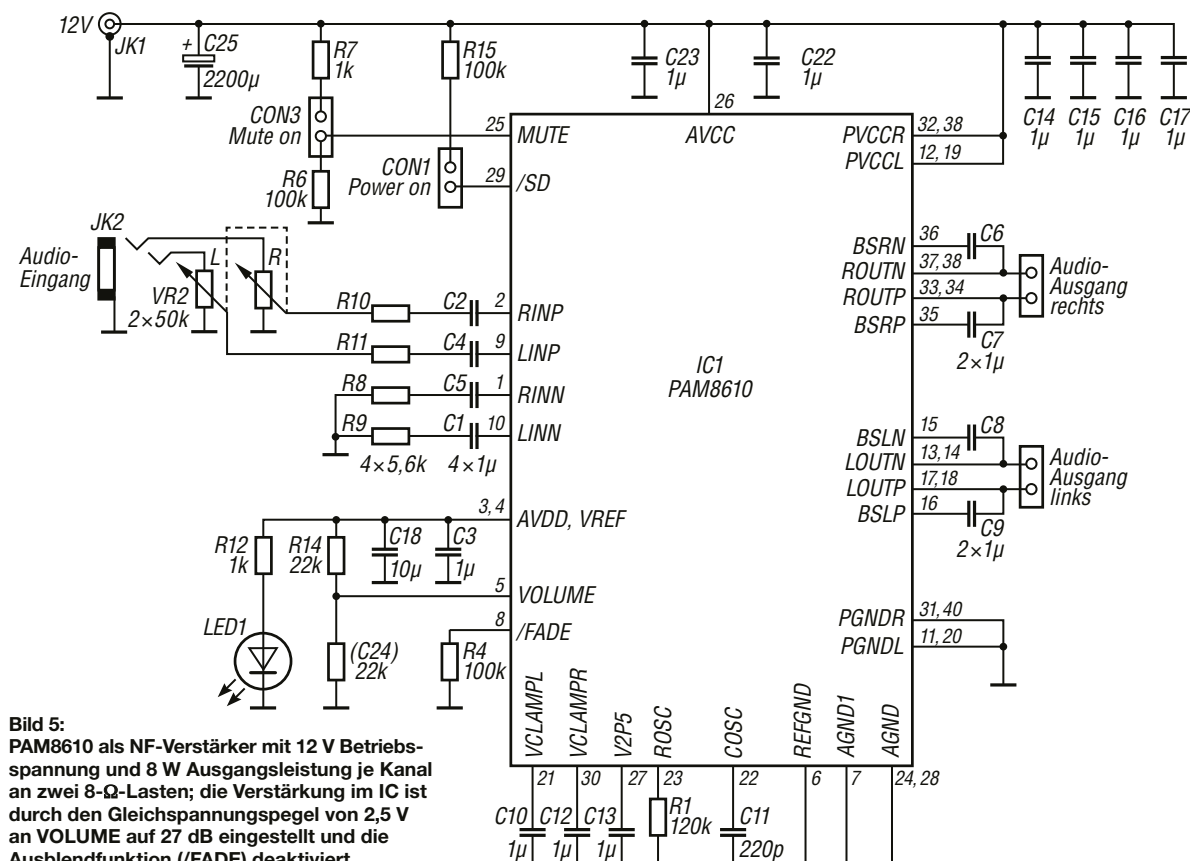 12V
JK1
+ C25
2200µ
R7
1k
R15
100k
C23
1µ
C22
1µ
C14
1µ
C15
1µ
C16
1µ
C17
1µ
CON3
Mute on
R6
100k
CON1
Power on
25
MUTE
29
/SD
26
AVCC
32, 38
PVCCR
12, 19
PVCCL
JK2
Audio-
Eingang
L
R
VR2
2×50k
R10
C2
2
RINP
R11
C4
9
LINP
R8
C5
1
RINN
R9
C1
10
LINN
4×5,6k
4×1µ
IC1
PAM8610
BSRN
36
C6
ROUTN
37,38
ROUTP
33,34
BSRP
35
C7
2×1µ
Audio-
Ausgang
rechts
BSLN
15
C8
LOUTN
13,14
LOUTP
17,18
BSLP
16
C9
2×1µ
Audio-
Ausgang
links
3,4
AVDD, VREF
R12
1k
R14
22k
C18
10µ
C3
1µ
5
VOLUME
8
/FADE
LED1
(C24)
22k
R4
100k
PGNDR
31,40
PGNDL
11,20
VCLAMPL
VCLAMPR
V2P5
ROSC
COSC
REFGND
AGND1
AGND
21
30
27
23
22
6
7
24,28
C10
1µ
C12
1µ
C13
1µ
R1
120k
C11
220p
Bild 5:
PAM8610 als NF-Verstärker mit 12 V Betriebs-
spannung und 8 W Ausgangsleistung je Kanal
an zwei 8-Ω-Lasten; die Verstärkung im IC ist
durch den Gleichspannungspegel von 2,5 V
an VOLUME auf 27 dB eingestellt und die
Ausblendfunktion (/FADE) deaktiviert